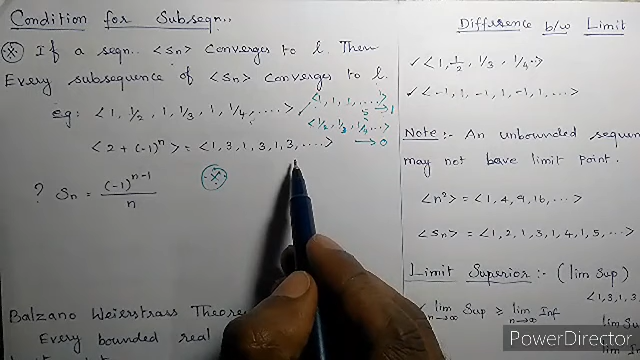 Condition for Subseqn..
If a seqn.. <Sn> Converges to l. Then
Every subsequence of <Sn> Converges to l.
eg: <1, 1/2, 1, 1/3, 1, 1/4, ....>
<1, 1, 1, ....> → 1
<1/2, 1/3, 1/4 ...> → 0
<2 + (-1)^n> = <1, 3, 1, 3, 1, 3, ....>
? Sn = (-1)^(n-1) / n
Balzano Weierstrass Theore
Every bounded real
Difference b/w Limit
✓ <1, 1/2, 1/3, 1/4 ..>
✓ <-1, 1, -1, 1, -1, 1, ...>
Note:- An unbounded sequen
may not have limit point.
<n²> = <1, 4, 9, 16, ...>
<Sn> = <1, 2, 1, 3, 1, 4, 1, 5, ...>
Limit Superior:- (lim Sup)
<1, 3, 1, 3,
✓ lim n→∞ Sup ≥ lim n→∞ Inf
lim Su
PowerDirector